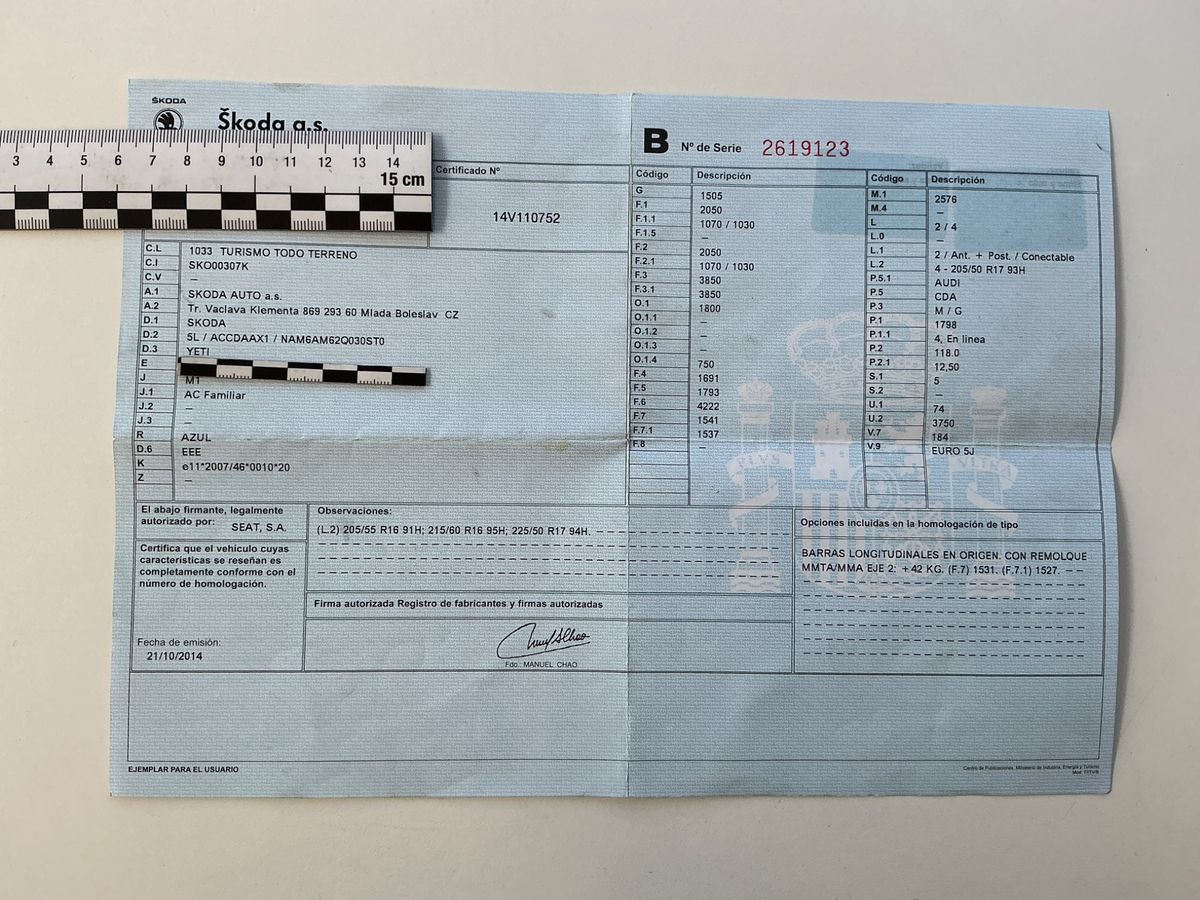 ŠKODA
Škoda a.s.
3 4 5 6 7 8 9 10 11 12 13 14
15 cm
Certificado Nº
14V110752
C.L 1033 TURISMO TODO TERRENO
C.I SKO00307K
C.V –
A.1 SKODA AUTO a.s.
A.2 Tr. Vaclava Klementa 869 293 60 Mlada Boleslav CZ
D.1 SKODA
D.2 5L / ACCDAAX1 / NAM6AM62Q030ST0
D.3 YETI
E
J M1
J.1 AC Familiar
J.2 –
J.3 –
R AZUL
D.6 EEE
K e11*2007/46*0010*20
Z –
B Nº de Serie 2619123
Código Descripción Código Descripción
G 1505 M.1 2576
F.1 2050 M.4 –
F.1.1 1070 / 1030 L 2 / 4
F.1.5 – L.0 –
F.2 2050 L.1 2 / Ant. + Post. / Conectable
F.2.1 1070 / 1030 L.2 4 - 205/50 R17 93H
F.3 3850 P.5.1 AUDI
F.3.1 3850 P.5 CDA
O.1 1800 P.3 M / G
O.1.1 – P.1 1798
O.1.2 – P.1.1 4, En linea
O.1.3 – P.2 118.0
O.1.4 750 P.2.1 12,50
F.4 1691 S.1 5
F.5 1793 S.2 –
F.6 4222 U.1 74
F.7 1541 U.2 3750
F.7.1 1537 V.7 184
F.8 – V.9 EURO 5J
PLVS VLTRA
El abajo firmante, legalmente
autorizado por: SEAT, S.A.
Certifica que el vehículo cuyas
características se reseñan es
completamente conforme con el
número de homologación.
Fecha de emisión:
21/10/2014
Observaciones:
(L.2) 205/55 R16 91H; 215/60 R16 95H; 225/50 R17 94H.
Firma autorizada Registro de fabricantes y firmas autorizadas
Fdo.: MANUEL CHAO
Opciones incluidas en la homologación de tipo
BARRAS LONGITUDINALES EN ORIGEN. CON REMOLQUE
MMTA/MMA EJE 2: +42 KG. (F.7) 1531. (F.7.1) 1527.
EJEMPLAR PARA EL USUARIO
Centro de Publicaciones. Ministerio de Industria, Energía y Turismo